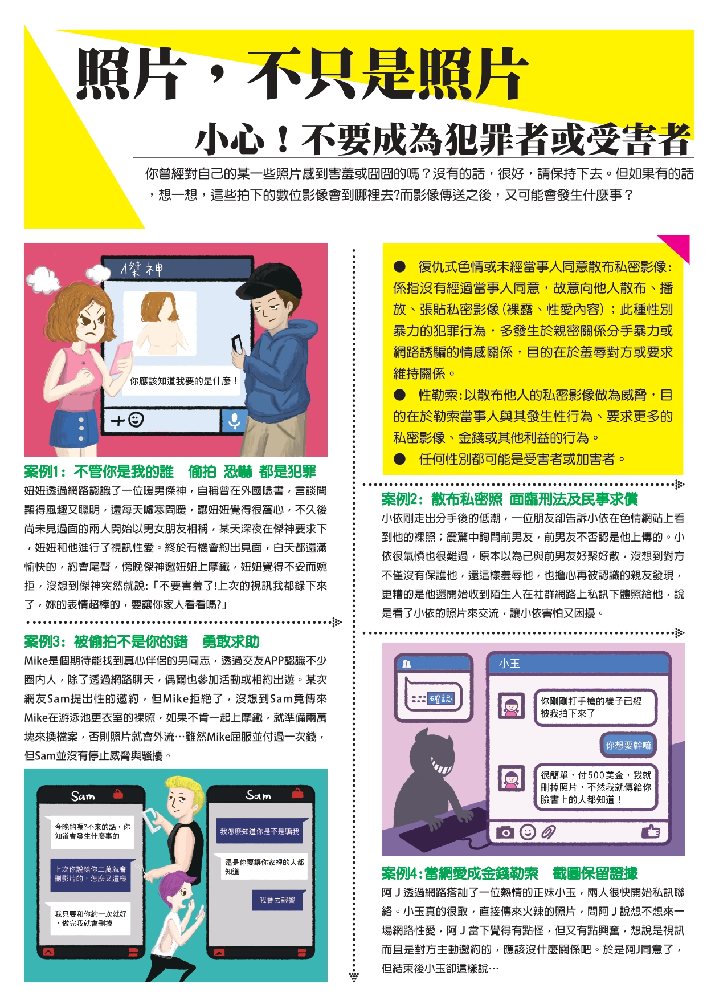 照片，不只是照片
小心！不要成為犯罪者或受害者
你曾經對自己的某一些照片感到害羞或囧囧的嗎？沒有的話，很好，請保持下去。但如果有的話
，想一想，這些拍下的數位影像會到哪裡去?而影像傳送之後，又可能會發生什麼事？
傑神
你應該知道我要的是什麼！
案例1: 不管你是我的誰　偷拍 恐嚇 都是犯罪
妞妞透過網路認識了一位暖男傑神，自稱曾在外國唸書，言談間
顯得風趣又聰明，還每天噓寒問暖，讓妞妞覺得很窩心，不久後
尚未見過面的兩人開始以男女朋友相稱，某天深夜在傑神要求下
，妞妞和他進行了視訊性愛。終於有機會約出見面，白天都還滿
愉快的，約會尾聲，傍晚傑神邀妞妞上摩鐵，妞妞覺得不妥而婉
拒，沒想到傑神突然就說:「不要害羞了!上次的視訊我都錄下來
了，妳的表情超棒的，要讓你家人看看嗎?」
● 復仇式色情或未經當事人同意散布私密影像:
係指沒有經過當事人同意，故意向他人散布、播
放、張貼私密影像(裸露、性愛內容)；此種性別
暴力的犯罪行為，多發生於親密關係分手暴力或
網路誘騙的情感關係，目的在於羞辱對方或要求
維持關係。
● 性勒索:以散布他人的私密影像做為威脅，目
的在於勒索當事人與其發生性行為、要求更多的
私密影像、金錢或其他利益的行為。
● 任何性別都可能是受害者或加害者。
案例2: 散布私密照 面臨刑法及民事求償
小依剛走出分手後的低潮，一位朋友卻告訴小依在色情網站上看
到他的裸照；震驚中詢問前男友，前男友不否認是他上傳的。小
依很氣憤也很難過，原本以為已與前男友好聚好散，沒想到對方
不僅沒有保護他，還這樣羞辱他，也擔心再被認識的親友發現，
更糟的是他還開始收到陌生人在社群網路上私訊下體照給他，說
是看了小依的照片來交流，讓小依害怕又困擾。
案例3: 被偷拍不是你的錯　勇敢求助
Mike是個期待能找到真心伴侶的男同志，透過交友APP認識不少
圈內人，除了透過網路聊天，偶爾也參加活動或相約出遊。某次
網友Sam提出性的邀約，但Mike拒絕了，沒想到Sam竟傳來
Mike在游泳池更衣室的裸照，如果不肯一起上摩鐵，就準備兩萬
塊來換檔案，否則照片就會外流…雖然Mike屈服並付過一次錢，
但Sam並沒有停止威脅與騷擾。
Sam
今晚約嗎?不來的話，你
知道會發生什麼事的
上次你說給你二萬就會
刪影片的，怎麼又這樣
我只要和你約一次就好
，做完我就會刪掉
Sam
我怎麼知道你是不是騙我
還是你要讓你家裡的人都
知道
我會去報警
確認
小玉
你剛剛打手槍的樣子已經
被我拍下來了
你想要幹嘛
很簡單，付500美金，我就
刪掉照片，不然我就傳給你
臉書上的人都知道！
案例4:當網愛成金錢勒索　截圖保留證據
阿Ｊ透過網路搭訕了一位熱情的正妹小玉，兩人很快開始私訊聯
絡。小玉真的很敢，直接傳來火辣的照片，問阿Ｊ說想不想來一
場網路性愛，阿Ｊ當下覺得有點怪，但又有點興奮，想說是視訊
而且是對方主動邀約的，應該沒什麼關係吧。於是阿J同意了，
但結束後小玉卻這樣說…